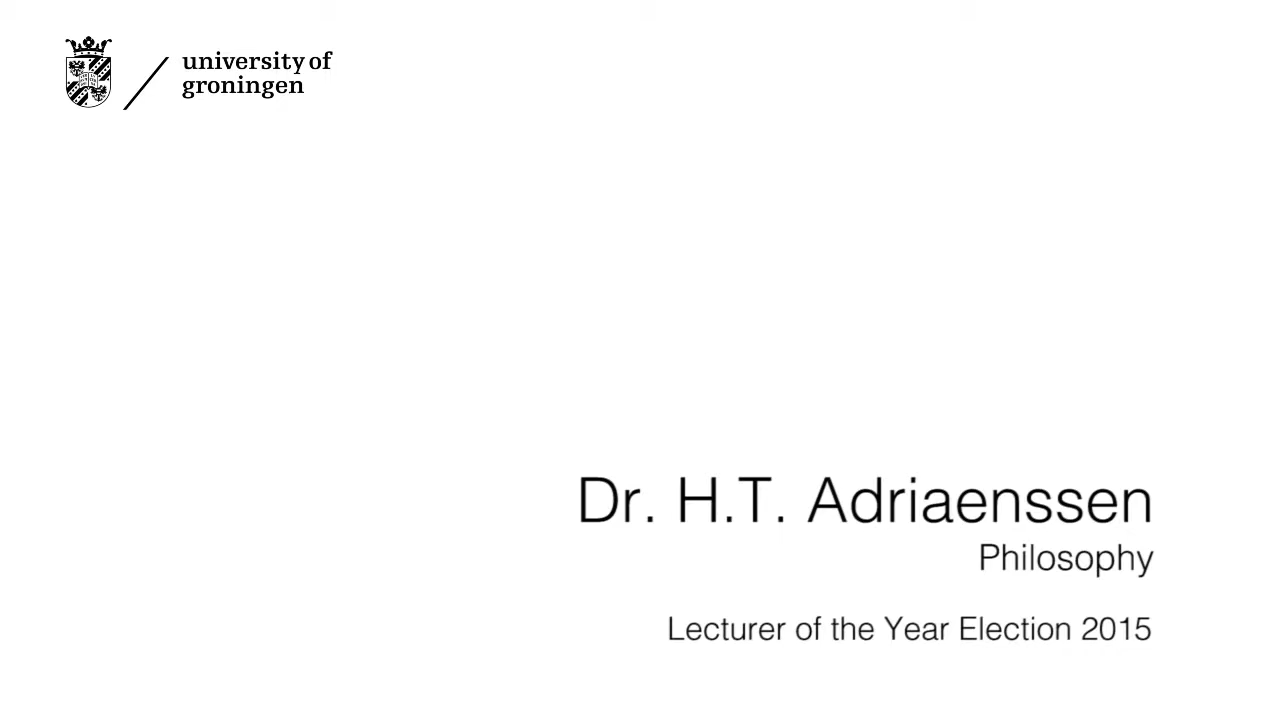 university of
groningen
Dr. H.T. Adriaenssen
Philosophy
Lecturer of the Year Election 2015